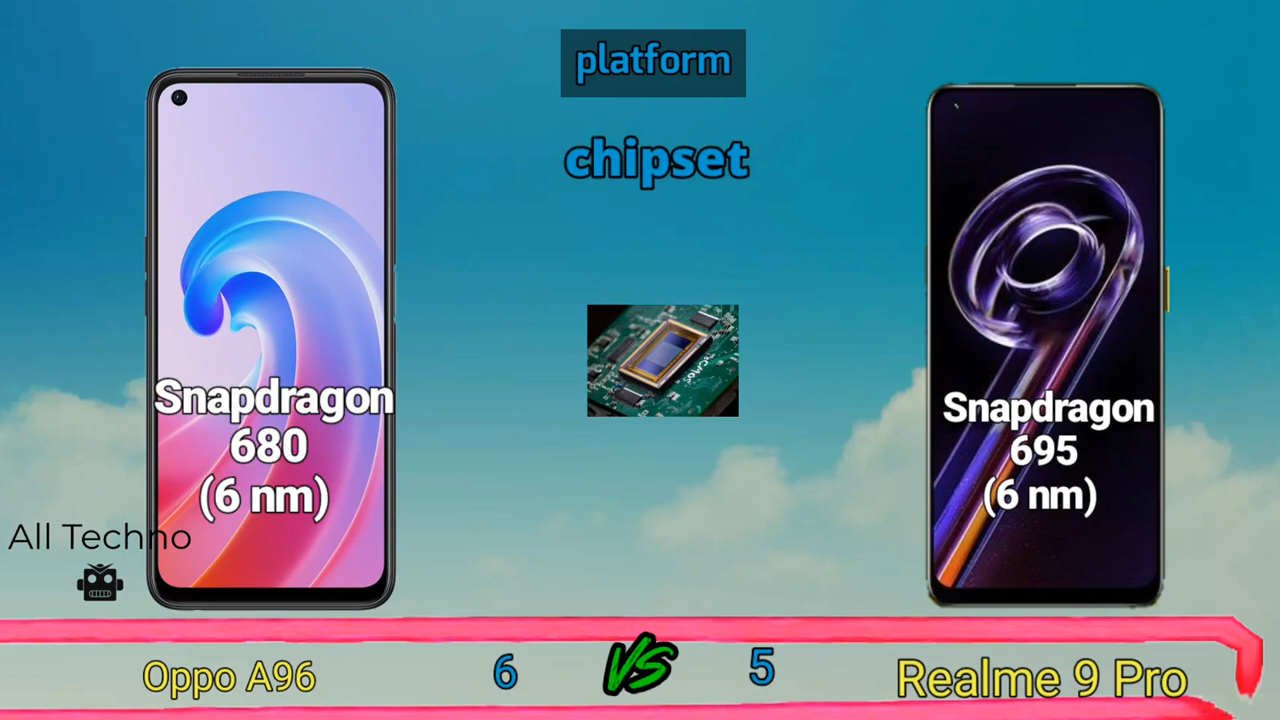 platform
chipset
Snapdragon
680
(6 nm)
Snapdragon
695
(6 nm)
All Techno
Oppo A96
6
VS
5
Realme 9 Pro